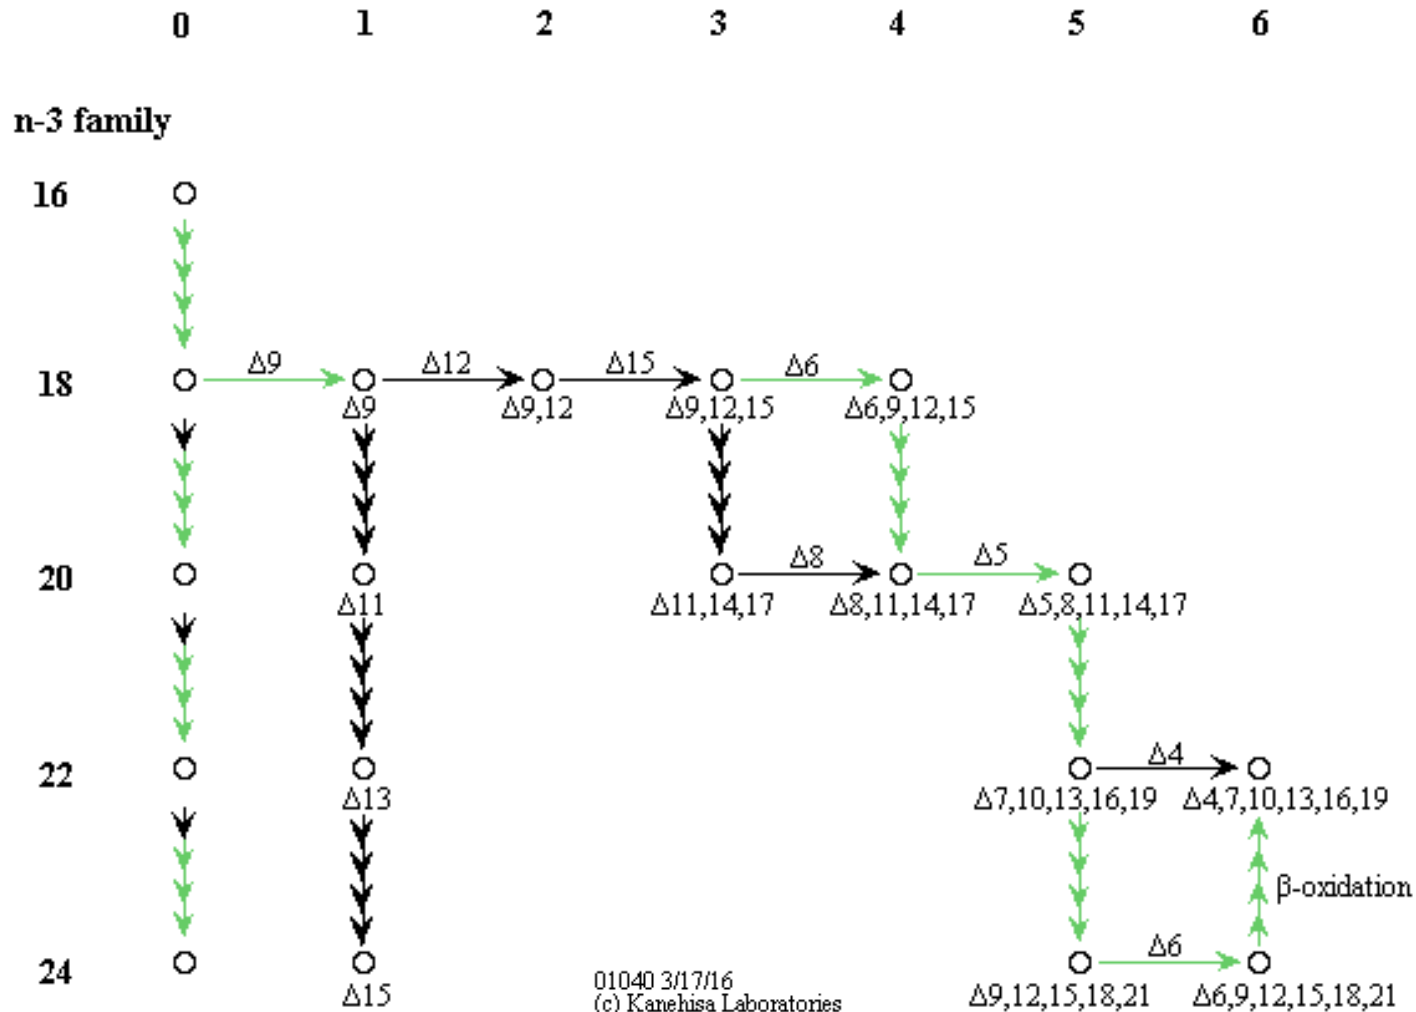 0 1 2 3 4 5 6
n-3 family
16
18 Δ9 Δ12 Δ15 Δ6
Δ9 Δ9,12 Δ9,12,15 Δ6,9,12,15
20 Δ8 Δ5
Δ11 Δ11,14,17 Δ8,11,14,17 Δ5,8,11,14,17
22 Δ4
Δ13 Δ7,10,13,16,19 Δ4,7,10,13,16,19
β-oxidation
24 Δ6
Δ15 Δ9,12,15,18,21 Δ6,9,12,15,18,21
01040 3/17/16
(c) Kanehisa Laboratories